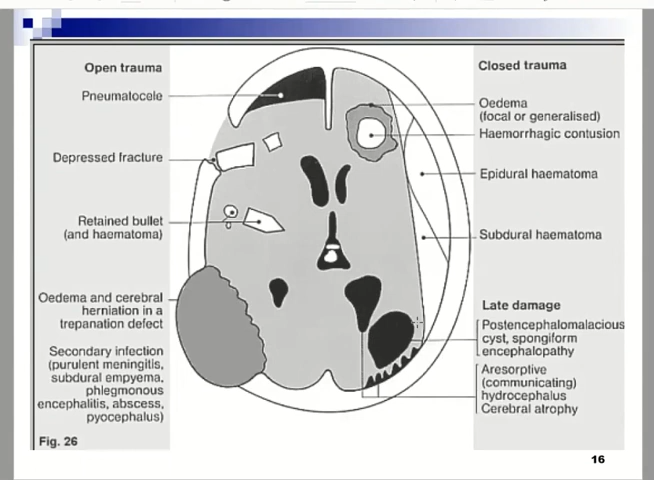 Open trauma
Pneumatocele
Depressed fracture
Retained bullet
(and haematoma)
Oedema and cerebral
herniation in a
trepanation defect
Secondary infection
(purulent meningitis,
subdural empyema,
phlegmonous
encephalitis, abscess,
pyocephalus)
Fig. 26
Closed trauma
Oedema
(focal or generalised)
Haemorrhagic contusion
Epidural haematoma
Subdural haematoma
Late damage
Postencephalomalacious
cyst, spongiform
encephalopathy
Aresorptive
(communicating)
hydrocephalus
Cerebral atrophy
16